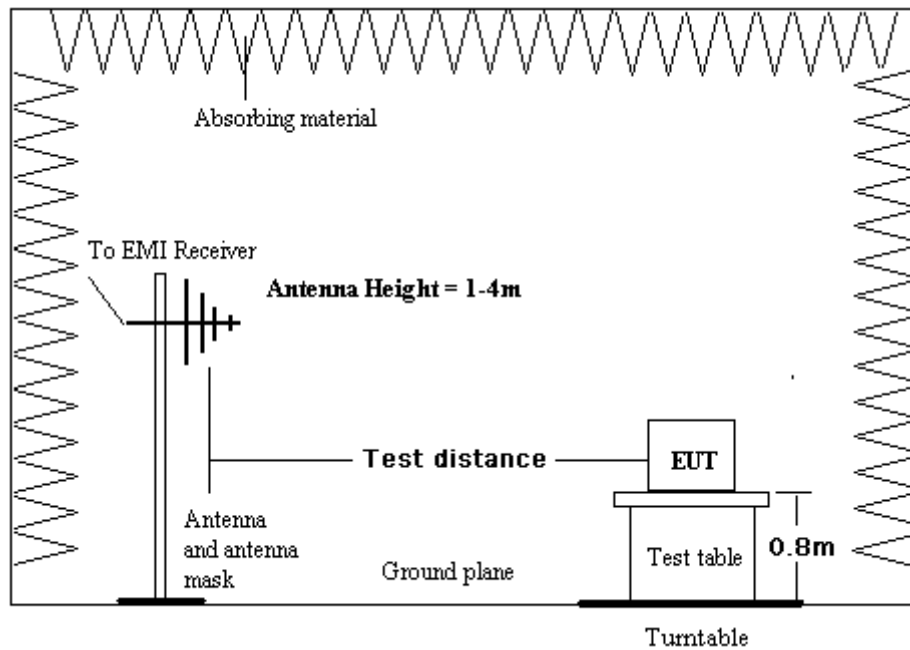 Absorbing material
To EMI Receiver
Antenna Height = 1-4m
Test distance
EUT
Antenna
and antenna
mask
Ground plane
Test table
0.8m
Turntable